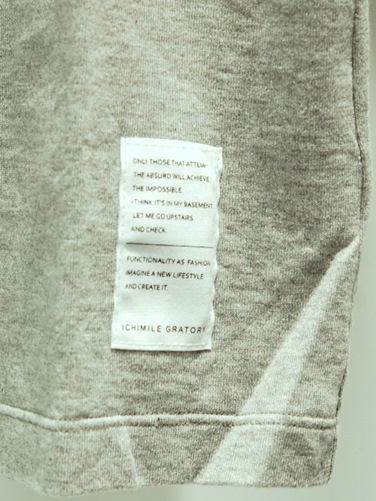 ONLY THOSE THAT ATTEM-
THE ABSURD WILL ACHIEVE
THE IMPOSSIBLE.
I THINK IT'S IN MY BASEMENT.
LET ME GO UPSTAIRS
AND CHECK.
FUNCTIONALITY AS FASHION
IMAGINE A NEW LIFESTYLE
AND CREATE IT.
ICHIMILE GRATORY